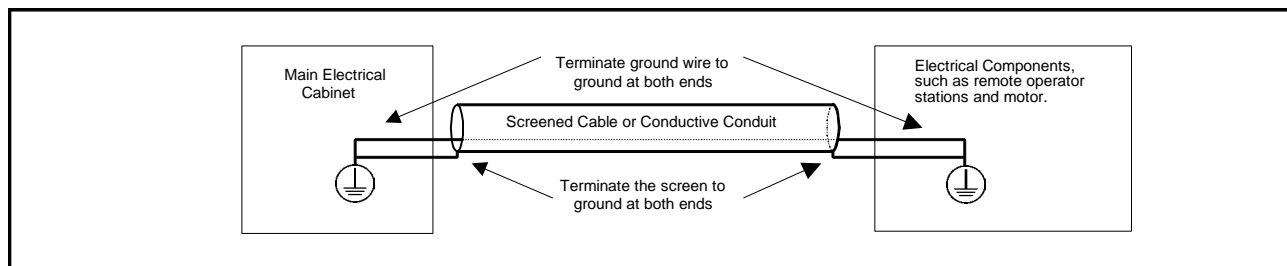 Main Electrical
Cabinet
Terminate ground wire to
ground at both ends
Electrical Components,
such as remote operator
stations and motor.
Screened Cable or Conductive Conduit
Terminate the screen to
ground at both ends